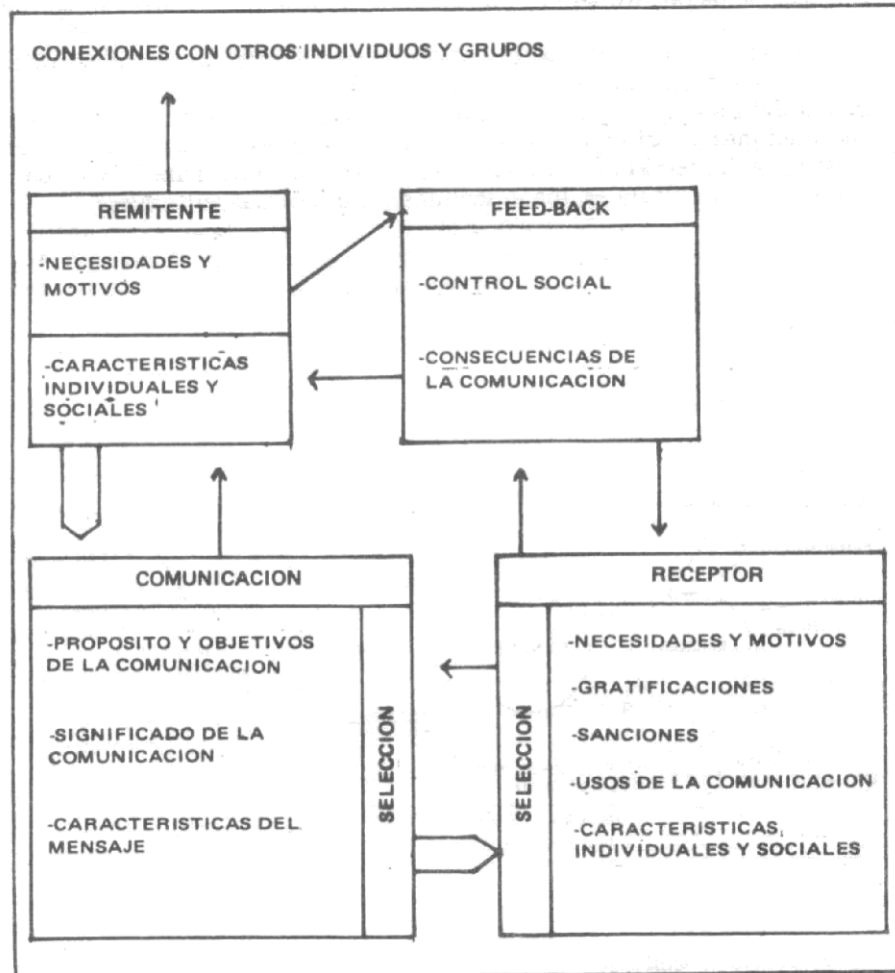 CONEXIONES CON OTROS INDIVIDUOS Y GRUPOS
REMITENTE
-NECESIDADES Y
MOTIVOS
-CARACTERISTICAS
INDIVIDUALES Y
SOCIALES
FEED-BACK
-CONTROL SOCIAL
-CONSECUENCIAS DE
LA COMUNICACION
COMUNICACION
-PROPOSITO Y OBJETIVOS
DE LA COMUNICACION
-SIGNIFICADO DE LA
COMUNICACION
-CARACTERISTICAS DEL
MENSAJE
SELECCION
RECEPTOR
SELECCION
-NECESIDADES Y MOTIVOS
-GRATIFICACIONES
-SANCIONES
-USOS DE LA COMUNICACION
-CARACTERISTICAS,
INDIVIDUALES Y SOCIALES